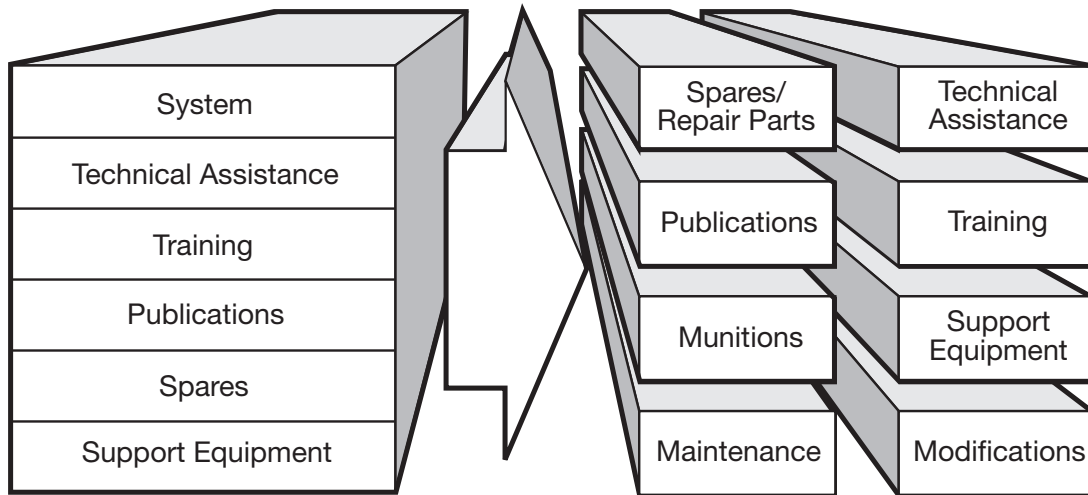 System
Technical Assistance
Training
Publications
Spares
Support Equipment
Spares/
Repair Parts
Publications
Munitions
Maintenance
Technical
Assistance
Training
Support
Equipment
Modifications